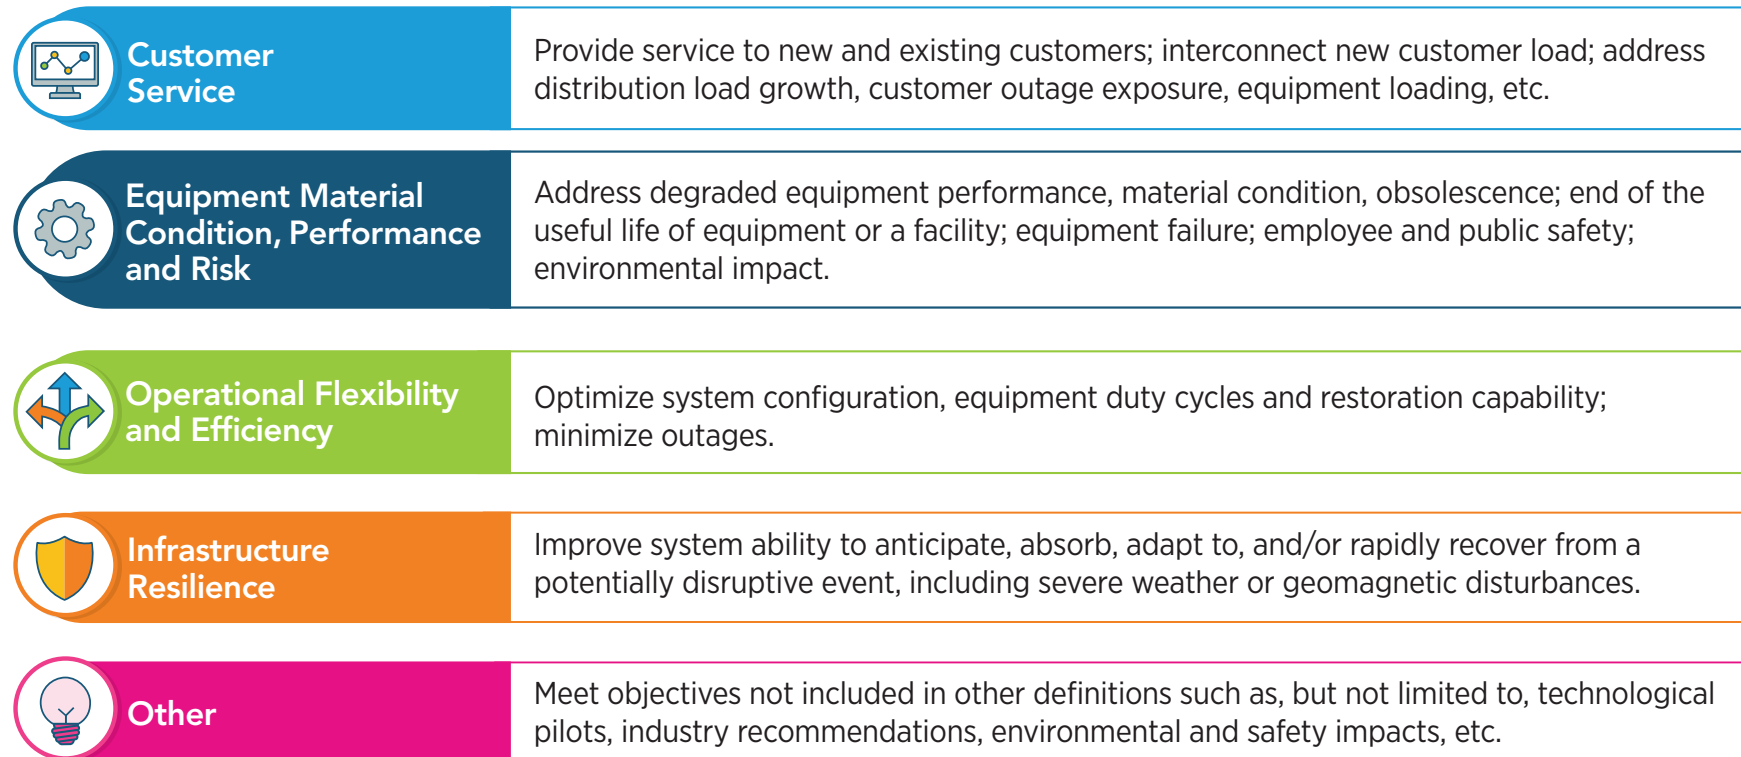 Customer
Service
Provide service to new and existing customers; interconnect new customer load; address
distribution load growth, customer outage exposure, equipment loading, etc.
Equipment Material
Condition, Performance
and Risk
Address degraded equipment performance, material condition, obsolescence; end of the
useful life of equipment or a facility; equipment failure; employee and public safety;
environmental impact.
Operational Flexibility
and Efficiency
Optimize system configuration, equipment duty cycles and restoration capability;
minimize outages.
Infrastructure
Resilience
Improve system ability to anticipate, absorb, adapt to, and/or rapidly recover from a
potentially disruptive event, including severe weather or geomagnetic disturbances.
Other
Meet objectives not included in other definitions such as, but not limited to, technological
pilots, industry recommendations, environmental and safety impacts, etc.